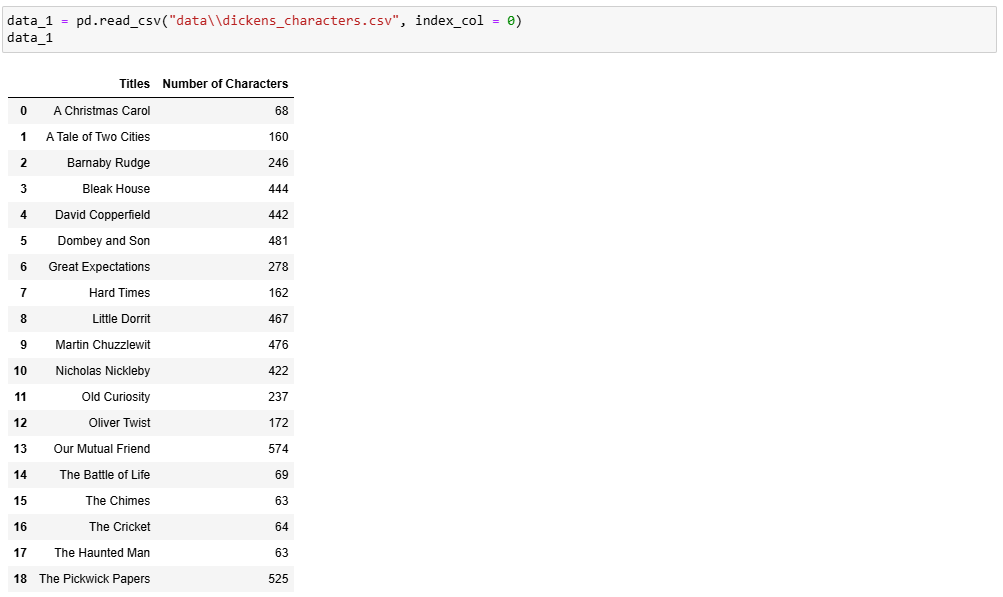 data_1 = pd.read_csv("data\\dickens_characters.csv", index_col = 0)
data_1
Titles Number of Characters
0 A Christmas Carol 68
1 A Tale of Two Cities 160
2 Barnaby Rudge 246
3 Bleak House 444
4 David Copperfield 442
5 Dombey and Son 481
6 Great Expectations 278
7 Hard Times 162
8 Little Dorrit 467
9 Martin Chuzzlewit 476
10 Nicholas Nickleby 422
11 Old Curiosity 237
12 Oliver Twist 172
13 Our Mutual Friend 574
14 The Battle of Life 69
15 The Chimes 63
16 The Cricket 64
17 The Haunted Man 63
18 The Pickwick Papers 525